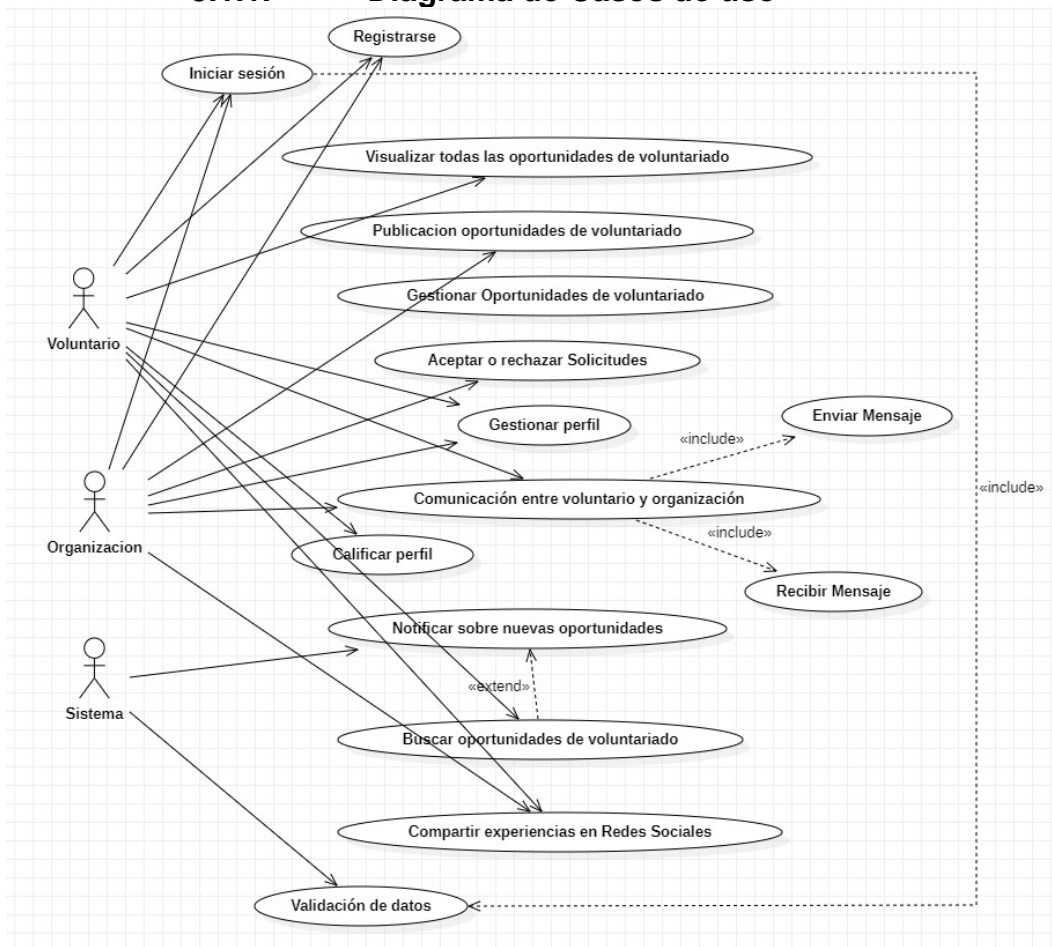 Diagrama de Casos de uso
Registrarse
Iniciar sesión
Visualizar todas las oportunidades de voluntariado
Publicacion oportunidades de voluntariado
Gestionar Oportunidades de voluntariado
Voluntario
Aceptar o rechazar Solicitudes
Gestionar perfil
Enviar Mensaje
«include»
Comunicación entre voluntario y organización
«include»
«include»
Organizacion
Calificar perfil
Recibir Mensaje
Notificar sobre nuevas oportunidades
«extend»
Sistema
Buscar oportunidades de voluntariado
Compartir experiencias en Redes Sociales
Validación de datos